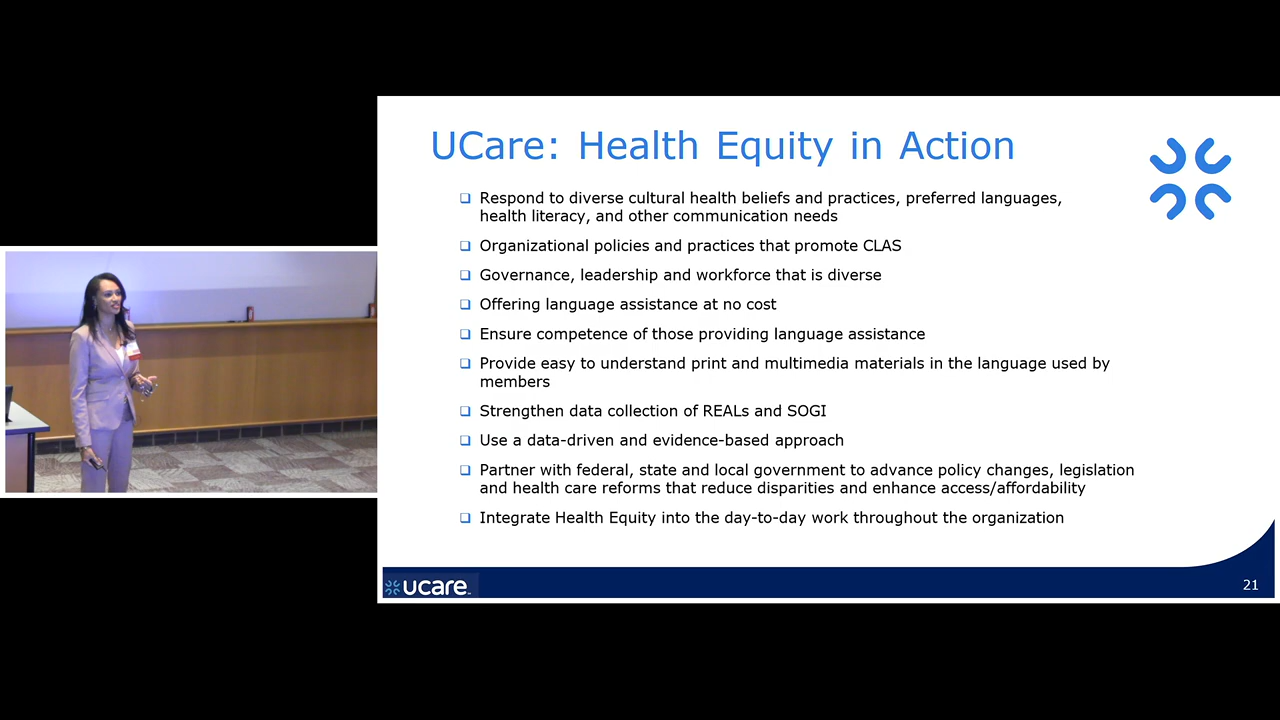 UCare: Health Equity in Action
Respond to diverse cultural health beliefs and practices, preferred languages,
health literacy, and other communication needs
Organizational policies and practices that promote CLAS
Governance, leadership and workforce that is diverse
Offering language assistance at no cost
Ensure competence of those providing language assistance
Provide easy to understand print and multimedia materials in the language used by
members
Strengthen data collection of REALs and SOGI
Use a data-driven and evidence-based approach
Partner with federal, state and local government to advance policy changes, legislation
and health care reforms that reduce disparities and enhance access/affordability
Integrate Health Equity into the day-to-day work throughout the organization
ucare
21